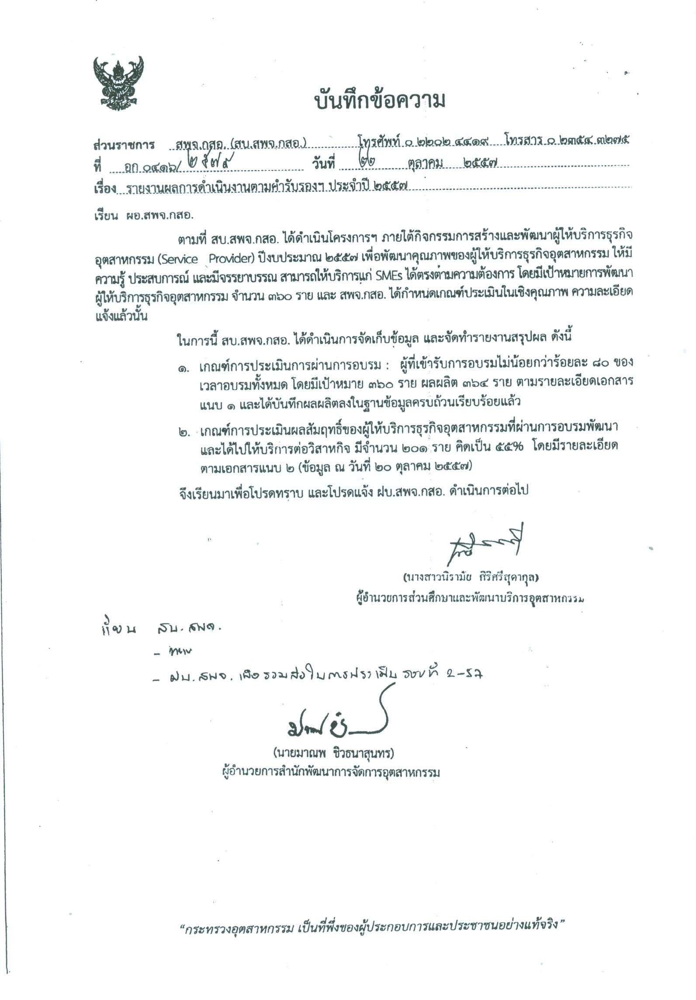 บันทึกข้อความ
ส่วนราชการ สพจ.กสอ. (สบ.สพจ.กสอ.) โทรศัพท์ ๐ ๒๒๐๒ ๔๔๑๙ โทรสาร ๐ ๒๓๕๔ ๓๒๗๕
ที่ อก ๐๔๑๖/ ๒๕๗๙ วันที่ ๒๒ ตุลาคม ๒๕๕๗
เรื่อง รายงานผลการดำเนินงานตามคำรับรองฯ ประจำปี ๒๕๕๗
เรียน ผอ.สพจ.กสอ.
ตามที่ สบ.สพจ.กสอ. ได้ดำเนินโครงการฯ ภายใต้กิจกรรมการสร้างและพัฒนาผู้ให้บริการธุรกิจ
อุตสาหกรรม (Service Provider) ปีงบประมาณ ๒๕๕๗ เพื่อพัฒนาคุณภาพของผู้ให้บริการธุรกิจอุตสาหกรรม ให้มี
ความรู้ ประสบการณ์ และมีจรรยาบรรณ สามารถให้บริการแก่ SMEs ได้ตรงตามความต้องการ โดยมีเป้าหมายการพัฒนา
ผู้ให้บริการธุรกิจอุตสาหกรรม จำนวน ๓๖๐ ราย และ สพจ.กสอ. ได้กำหนดเกณฑ์ประเมินในเชิงคุณภาพ ความละเอียด
แจ้งแล้วนั้น
ในการนี้ สบ.สพจ.กสอ. ได้ดำเนินการจัดเก็บข้อมูล และจัดทำรายงานสรุปผล ดังนี้
๑. เกณฑ์การประเมินการผ่านการอบรม : ผู้ที่เข้ารับการอบรมไม่น้อยกว่าร้อยละ ๘๐ ของ
เวลาอบรมทั้งหมด โดยมีเป้าหมาย ๓๖๐ ราย ผลผลิต ๓๖๔ ราย ตามรายละเอียดเอกสาร
แนบ ๑ และได้บันทึกผลผลิตลงในฐานข้อมูลครบถ้วนเรียบร้อยแล้ว
๒. เกณฑ์การประเมินผลสัมฤทธิ์ของผู้ให้บริการธุรกิจอุตสาหกรรมที่ผ่านการอบรมพัฒนา
และได้ไปให้บริการต่อวิสาหกิจ มีจำนวน ๒๐๑ ราย คิดเป็น ๕๕% โดยมีรายละเอียด
ตามเอกสารแนบ ๒ (ข้อมูล ณ วันที่ ๒๐ ตุลาคม ๒๕๕๗)
จึงเรียนมาเพื่อโปรดทราบ และโปรดแจ้ง ฝบ.สพจ.กสอ. ดำเนินการต่อไป
(นางสาวนิรามัย ศิริศรีสุดากุล)
ผู้อำนวยการส่วนศึกษาและพัฒนาบริการอุตสาหกรรม
เรียน สบ.สพจ.
- ทราบ
- ฝบ.สพจ. เพื่อรวมส่งในการประเมิน รอบที่ 2-57
(นายมาณพ ชิวธนาสุนทร)
ผู้อำนวยการสำนักพัฒนาการจัดการอุตสาหกรรม
“กระทรวงอุตสาหกรรม เป็นที่พึ่งของผู้ประกอบการและประชาชนอย่างแท้จริง”